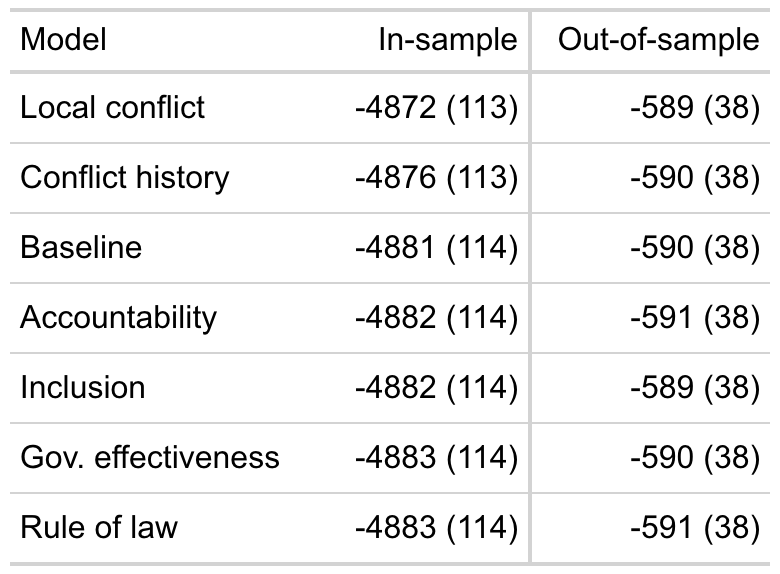 Model In-sample Out-of-sample
Local conflict -4872 (113) -589 (38)
Conflict history -4876 (113) -590 (38)
Baseline -4881 (114) -590 (38)
Accountability -4882 (114) -591 (38)
Inclusion -4882 (114) -589 (38)
Gov. effectiveness -4883 (114) -590 (38)
Rule of law -4883 (114) -591 (38)